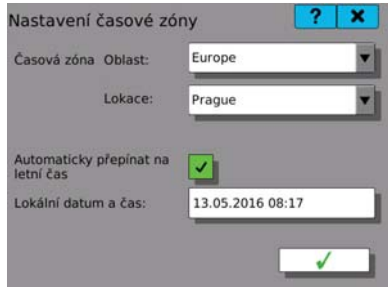 Nastavení časové zóny
?
Časová zóna Oblast: Europe
Lokace: Prague
Automaticky přepínat na
letní čas
Lokální datum a čas: 13.05.2016 08:17